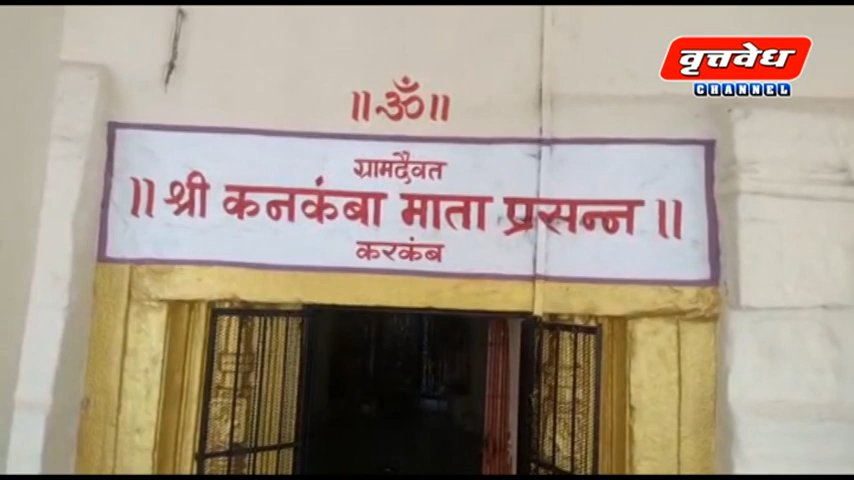 वृत्तवेध
CHANNEL
॥ ॐ ॥
ग्रामदैवत
॥ श्री कनकंबा माता प्रसन्न ॥
करकंब